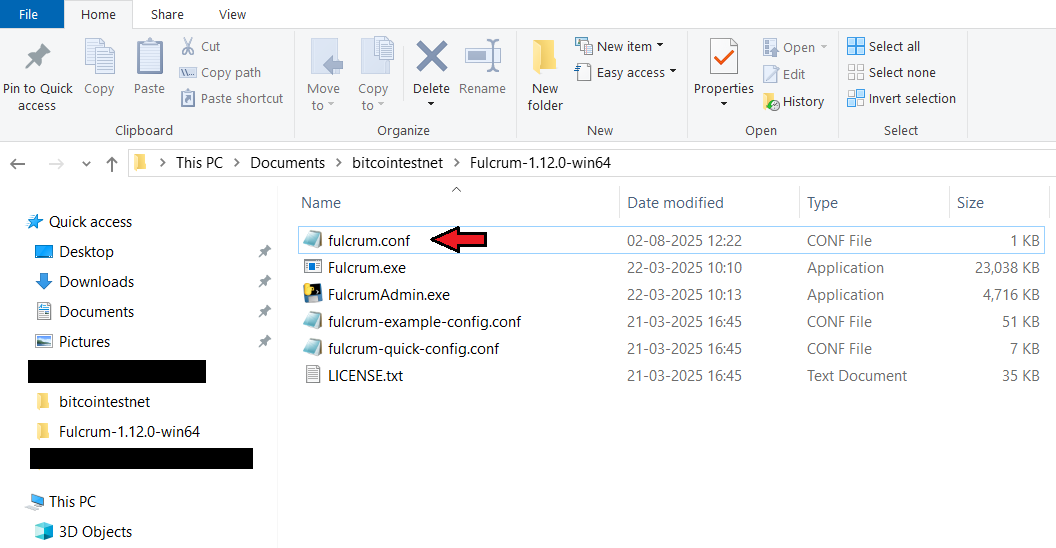 File Home Share View
Pin to Quick access
Copy
Paste
Cut
Copy path
Paste shortcut
Clipboard
Move to
Copy to
Delete
Rename
Organize
New folder
New item
Easy access
New
Properties
Open
Edit
History
Open
Select all
Select none
Invert selection
Select
This PC > Documents > bitcointestnet > Fulcrum-1.12.0-win64
Quick access
Desktop
Downloads
Documents
Pictures
bitcointestnet
Fulcrum-1.12.0-win64
This PC
3D Objects
Name Date modified Type Size
fulcrum.conf 02-08-2025 12:22 CONF File 1 KB
Fulcrum.exe 22-03-2025 10:10 Application 23,038 KB
FulcrumAdmin.exe 22-03-2025 10:13 Application 4,716 KB
fulcrum-example-config.conf 21-03-2025 16:45 CONF File 51 KB
fulcrum-quick-config.conf 21-03-2025 16:45 CONF File 7 KB
LICENSE.txt 21-03-2025 16:45 Text Document 35 KB